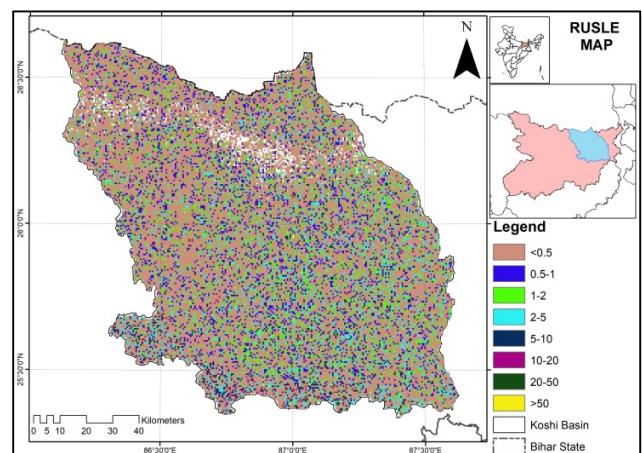 RUSLE
MAP
N
28°30'0"N
26°0'0"N
25°30'0"N
Legend
<0.5
0.5-1
1-2
2-5
5-10
10-20
20-50
>50
Koshi Basin
Bihar State
Kilometers
0 5 10 20 30 40
86°30'0"E
87°0'0"E
87°30'0"E